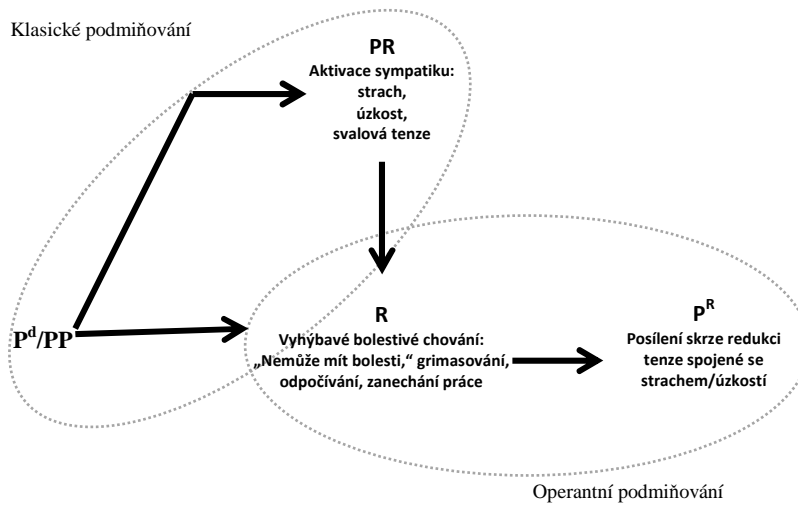 Klasické podmiňování
PR
Aktivace sympatiku:
strach,
úzkost,
svalová tenze
P^d/PP
R
Vyhýbavé bolestivé chování:
„Nemůže mít bolesti,“ grimasování,
odpočívání, zanechání práce
P^R
Posílení skrze redukci
tenze spojené se
strachem/úzkostí
Operantní podmiňování